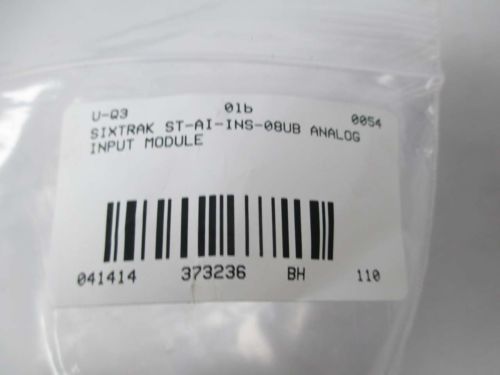 U-Q3 01b 0054
SIXTRAK ST-AI-INS-08UB ANALOG
INPUT MODULE
041414 373236 BH 110